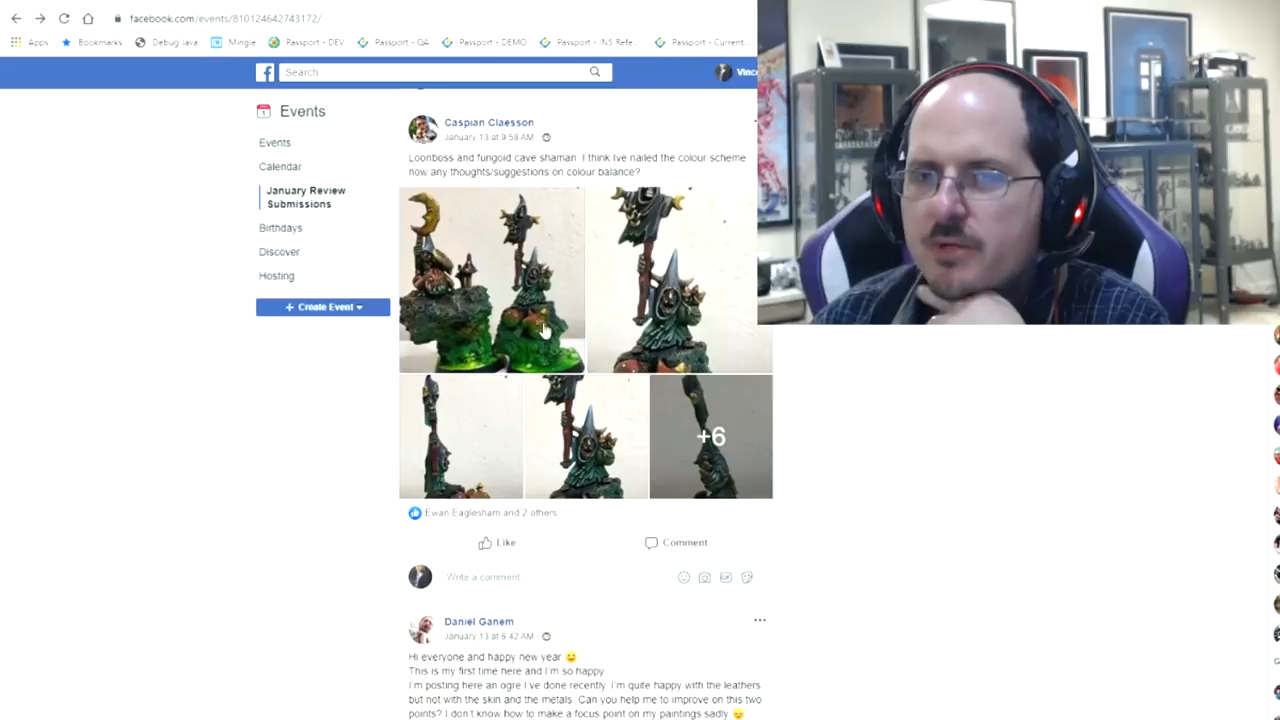 facebook.com/events/810124642743172/
Apps Bookmarks Debug Java Mingle Passport - DEV Passport - QA Passport - DEMO Passport - INS Refe... Passport - Current...
Search
Vinc
Events
Events
Calendar
January Review
Submissions
Birthdays
Discover
Hosting
+ Create Event
Caspian Claesson
January 13 at 9:58 AM
Loonboss and fungoid cave shaman. I think I've nailed the colour scheme
now any thoughts/suggestions on colour balance?
+6
Ewan Eaglesham and 2 others
Like
Comment
Write a comment
Daniel Ganem
January 13 at 6:42 AM
Hi everyone and happy new year
This is my first time here and I'm so happy
I'm posting here an ogre I've done recently. I'm quite happy with the leathers
but not with the skin and the metals. Can you help me to improve on this two
points? I don't know how to make a focus point on my paintings sadly